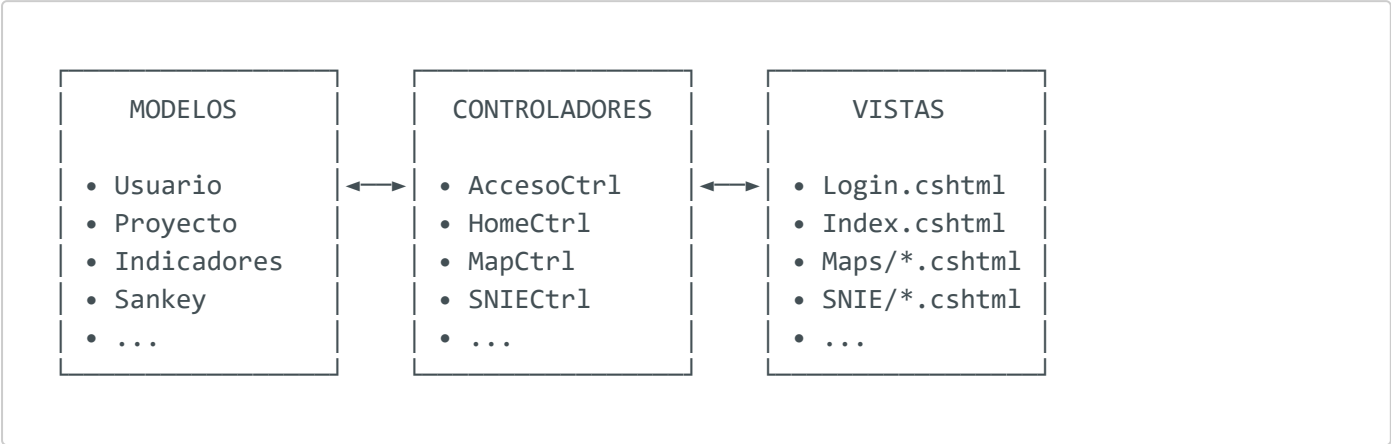 MODELOS CONTROLADORES VISTAS
• Usuario • AccesoCtrl • Login.cshtml
• Proyecto • HomeCtrl • Index.cshtml
• Indicadores • MapCtrl • Maps/*.cshtml
• Sankey • SNIECtrl • SNIE/*.cshtml
• ... • ... • ...